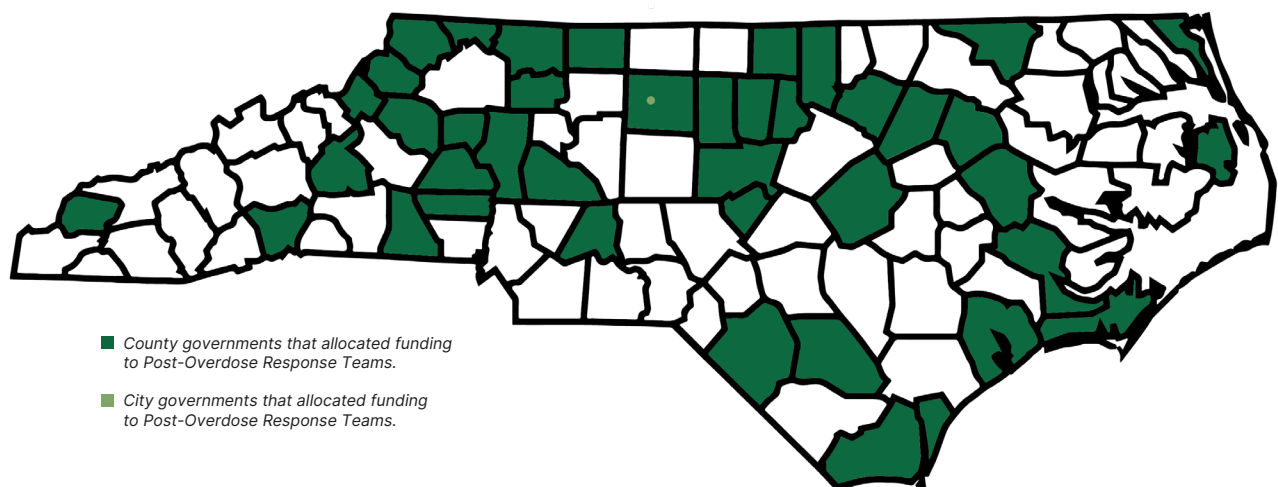 County governments that allocated funding
to Post-Overdose Response Teams.
City governments that allocated funding
to Post-Overdose Response Teams.